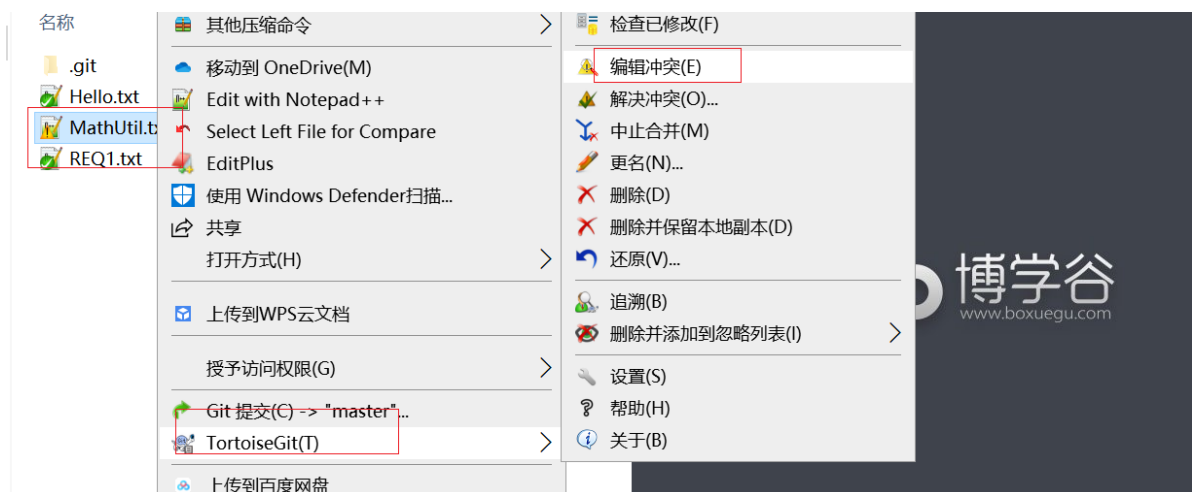 名称
.git
Hello.txt
MathUtil.t
REQ1.txt
其他压缩命令
移动到 OneDrive(M)
Edit with Notepad++
Select Left File for Compare
EditPlus
使用 Windows Defender扫描...
共享
打开方式(H)
上传到WPS云文档
授予访问权限(G)
Git 提交(C) -> "master"...
TortoiseGit(T)
上传到百度网盘
检查已修改(F)
编辑冲突(E)
解决冲突(O)...
中止合并(M)
更名(N)...
删除(D)
删除并保留本地副本(D)
还原(V)...
追溯(B)
删除并添加到忽略列表(I)
设置(S)
帮助(H)
关于(B)
博学谷
www.boxuegu.com